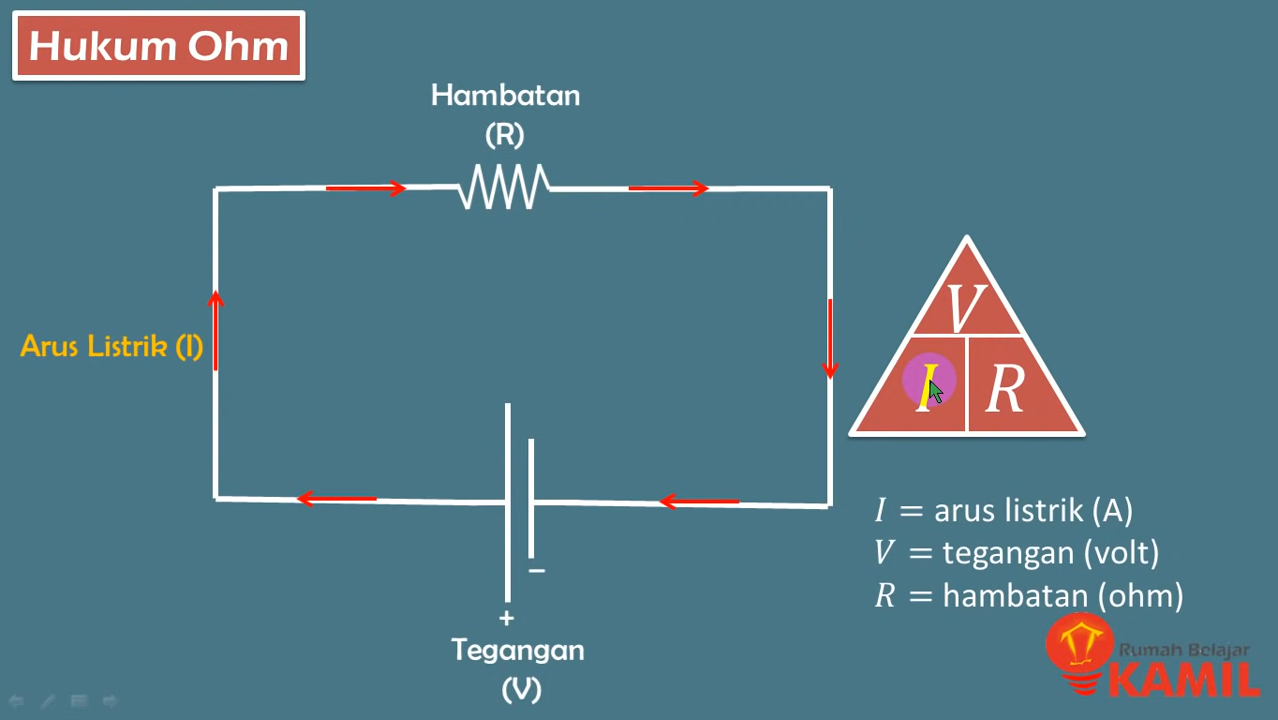 Hukum Ohm
Hambatan
(R)
Arus Listrik (I)
V
I
R
I = arus listrik (A)
V = tegangan (volt)
R = hambatan (ohm)
−
+
Tegangan
(V)
Rumah Belajar
KAMIL